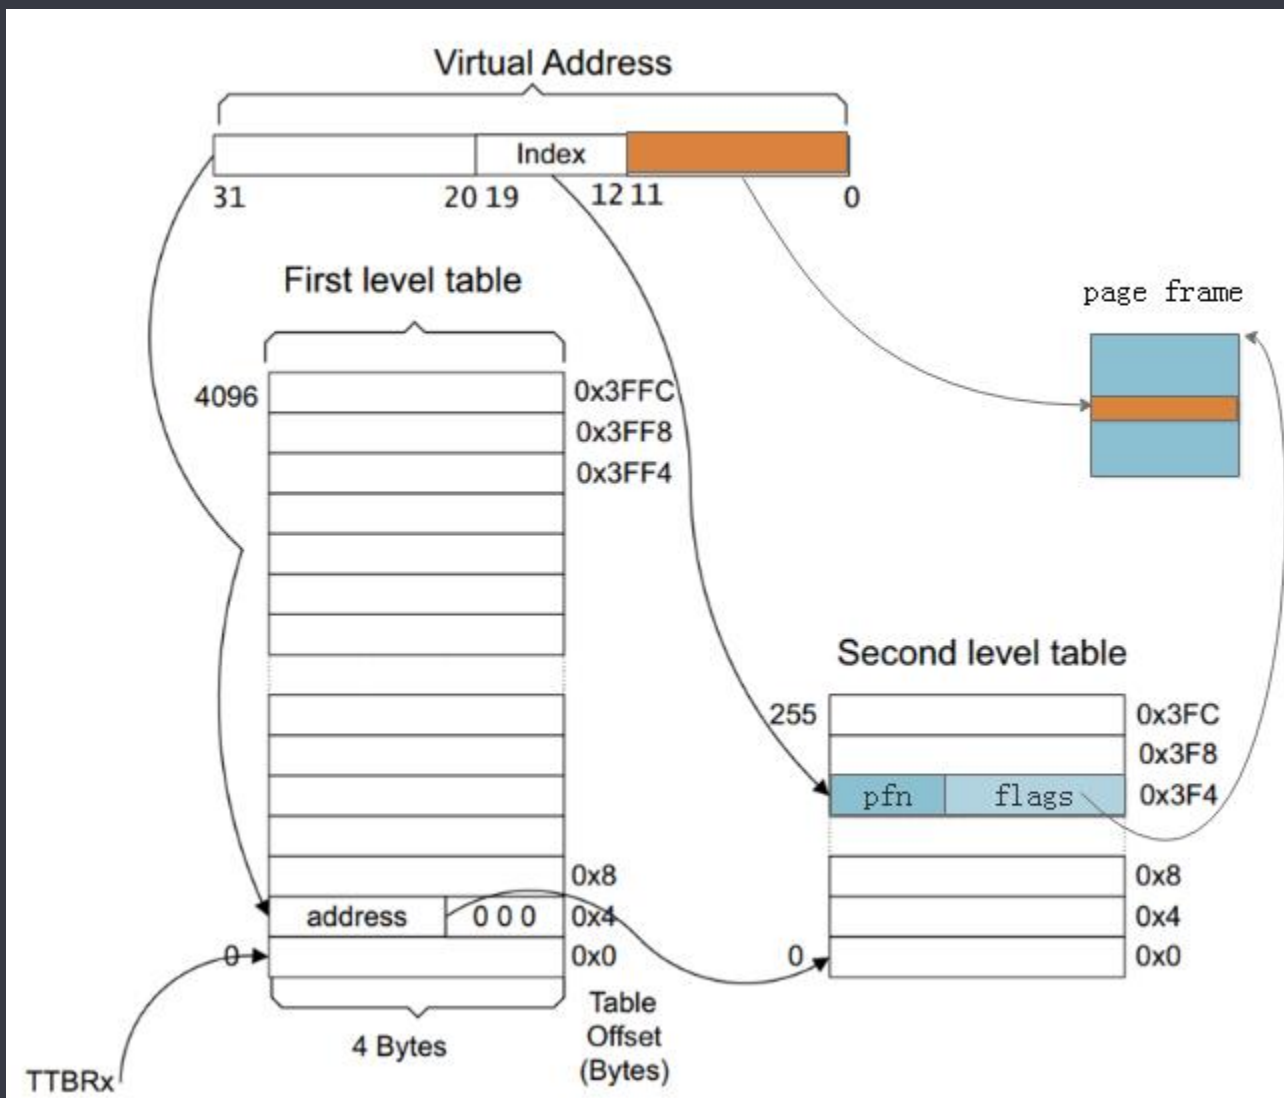 Virtual Address
Index
31 20 19 12 11 0
First level table
page frame
4096 0x3FFC
0x3FF8
0x3FF4
Second level table
255 0x3FC
0x3F8
pfn flags 0x3F4
0x8 0x8
address 0 0 0 0x4 0x4
0 0x0 0 0x0
Table
Offset
(Bytes)
4 Bytes
TTBRx